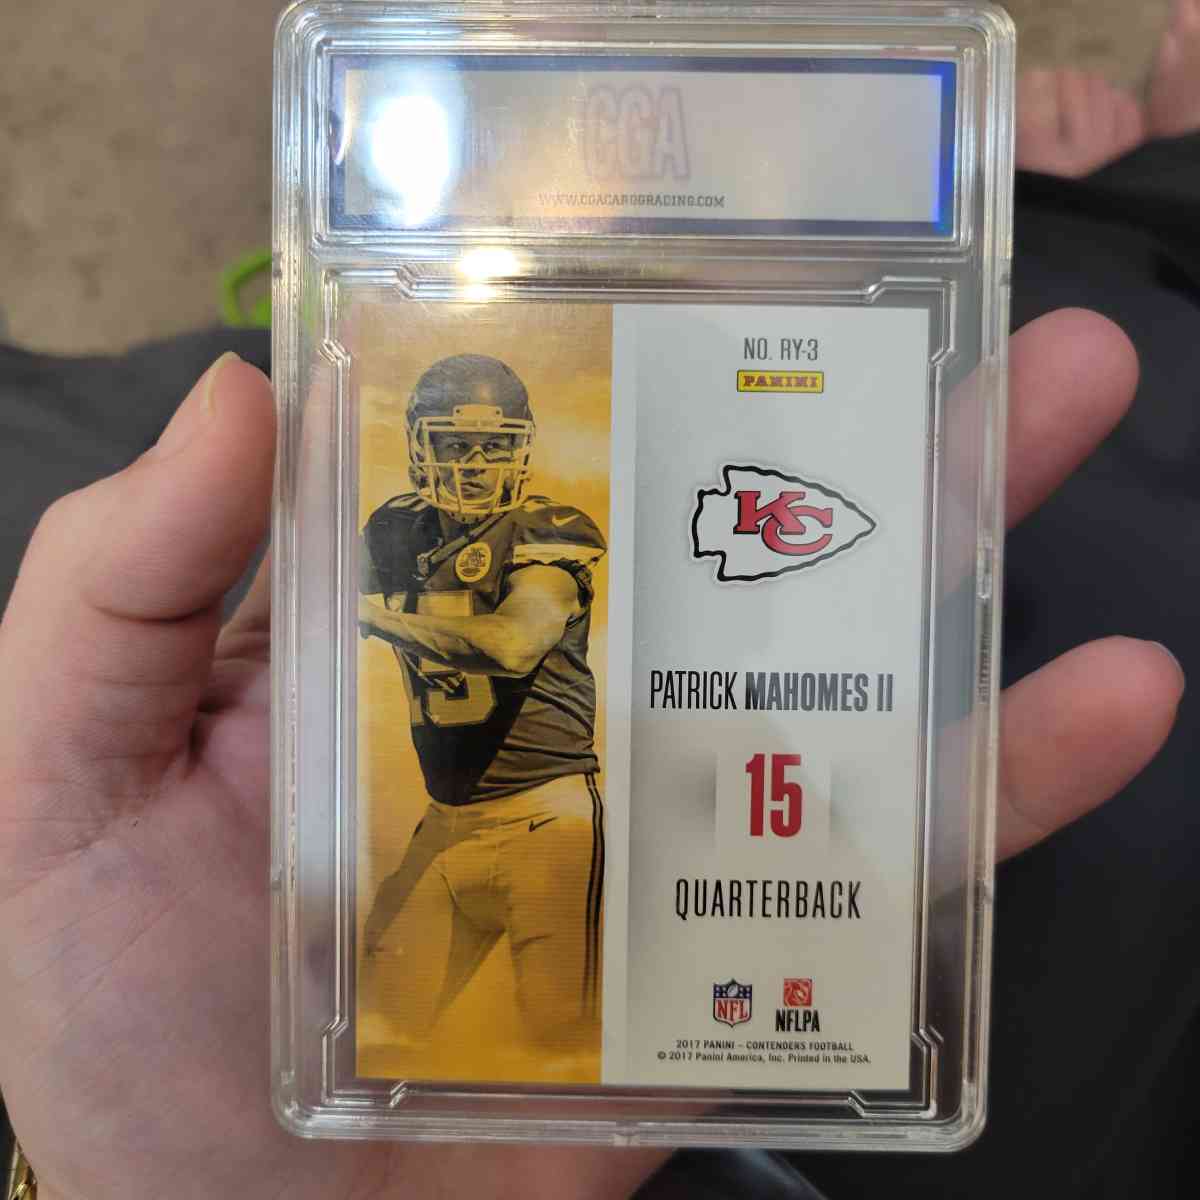 CGA
WWW.CGACARDGRADING.COM
NO. RY-3
PANINI
KC
PATRICK MAHOMES II
15
QUARTERBACK
NFL
NFLPA
2017 PANINI – CONTENDERS FOOTBALL
© 2017 Panini America, Inc. Printed in the USA.
15